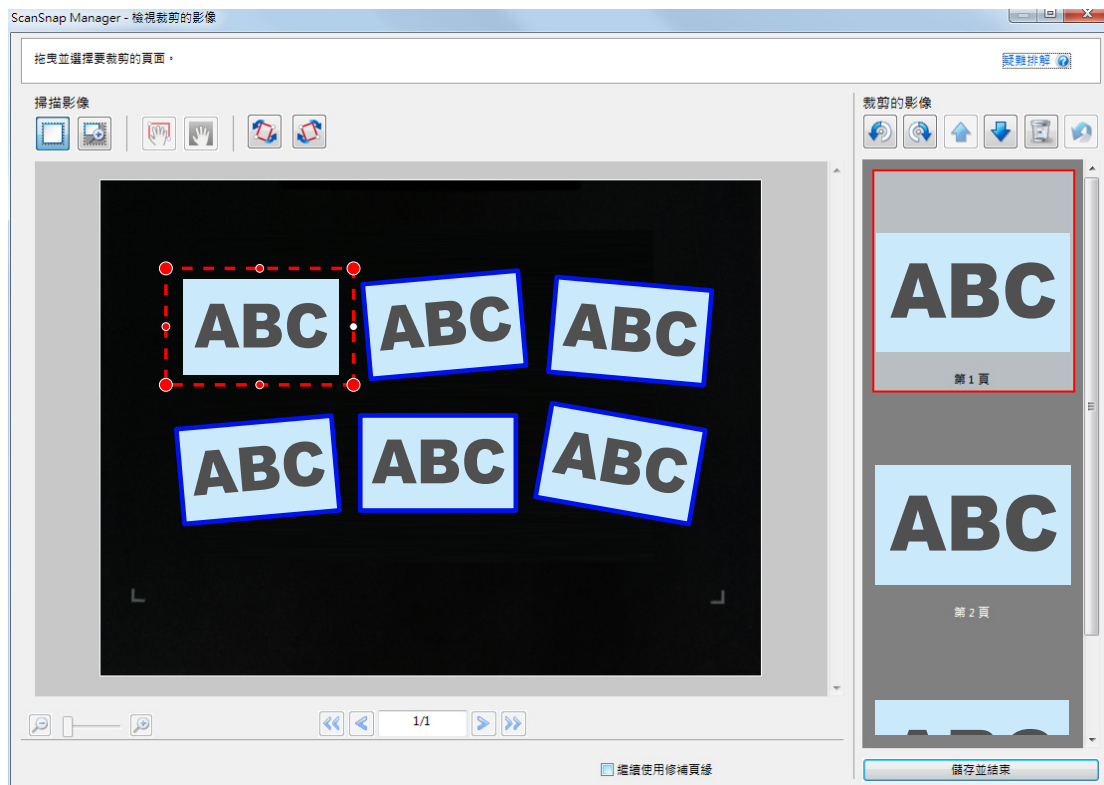 ScanSnap Manager - 檢視裁剪的影像
拖曳並選擇要裁剪的頁面。
疑難排解
掃描影像
裁剪的影像
ABC ABC ABC
ABC ABC ABC
ABC
第 1 頁
ABC
第 2 頁
ABC
1/1
繼續使用修補頁緣
儲存並結束